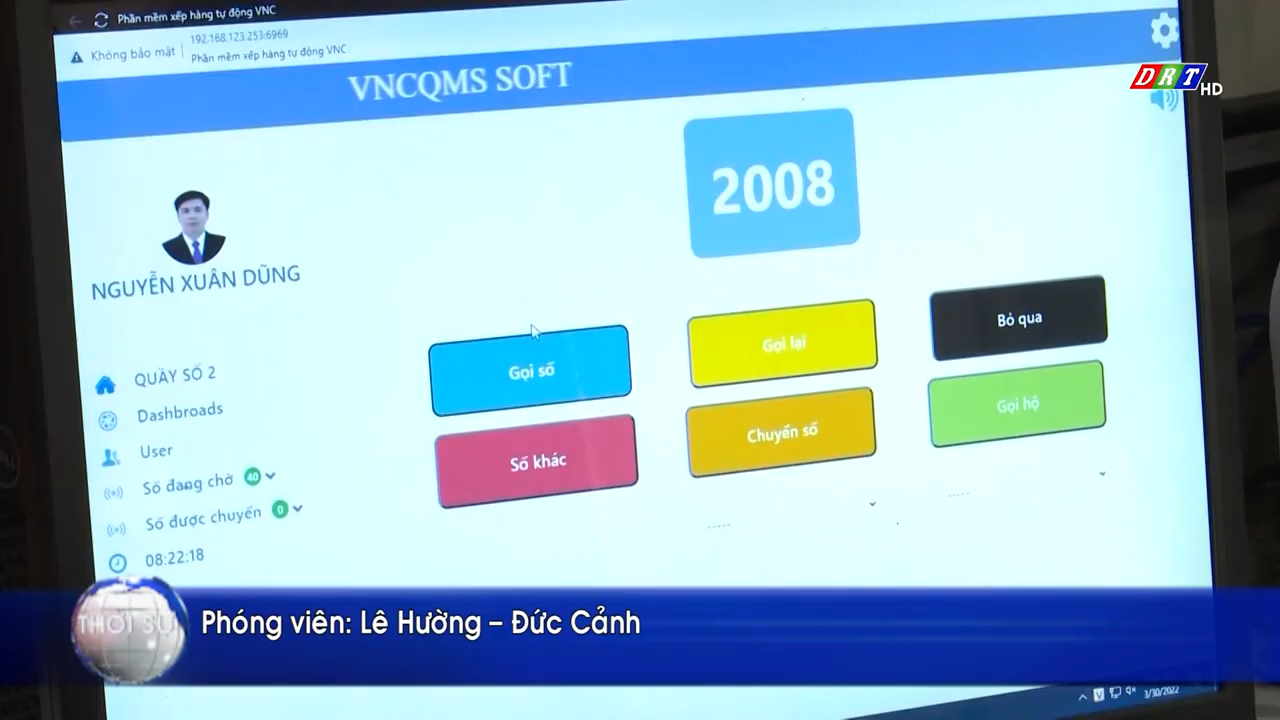 Phần mềm xếp hàng tự động VNC
Không bảo mật
192.168.123.253:6969
Phần mềm xếp hàng tự động VNC
VNCQMS SOFT
DRT HD
2008
NGUYỄN XUÂN DŨNG
QUẦY SỐ 2
Dashbroads
User
Số đang chờ 40
Số được chuyển 0
08:22:18
Gọi số
Gọi lại
Bỏ qua
Số khác
Chuyển số
Gọi hộ
THỜI SỰ
Phóng viên: Lê Hường – Đức Cảnh
3/30/2022